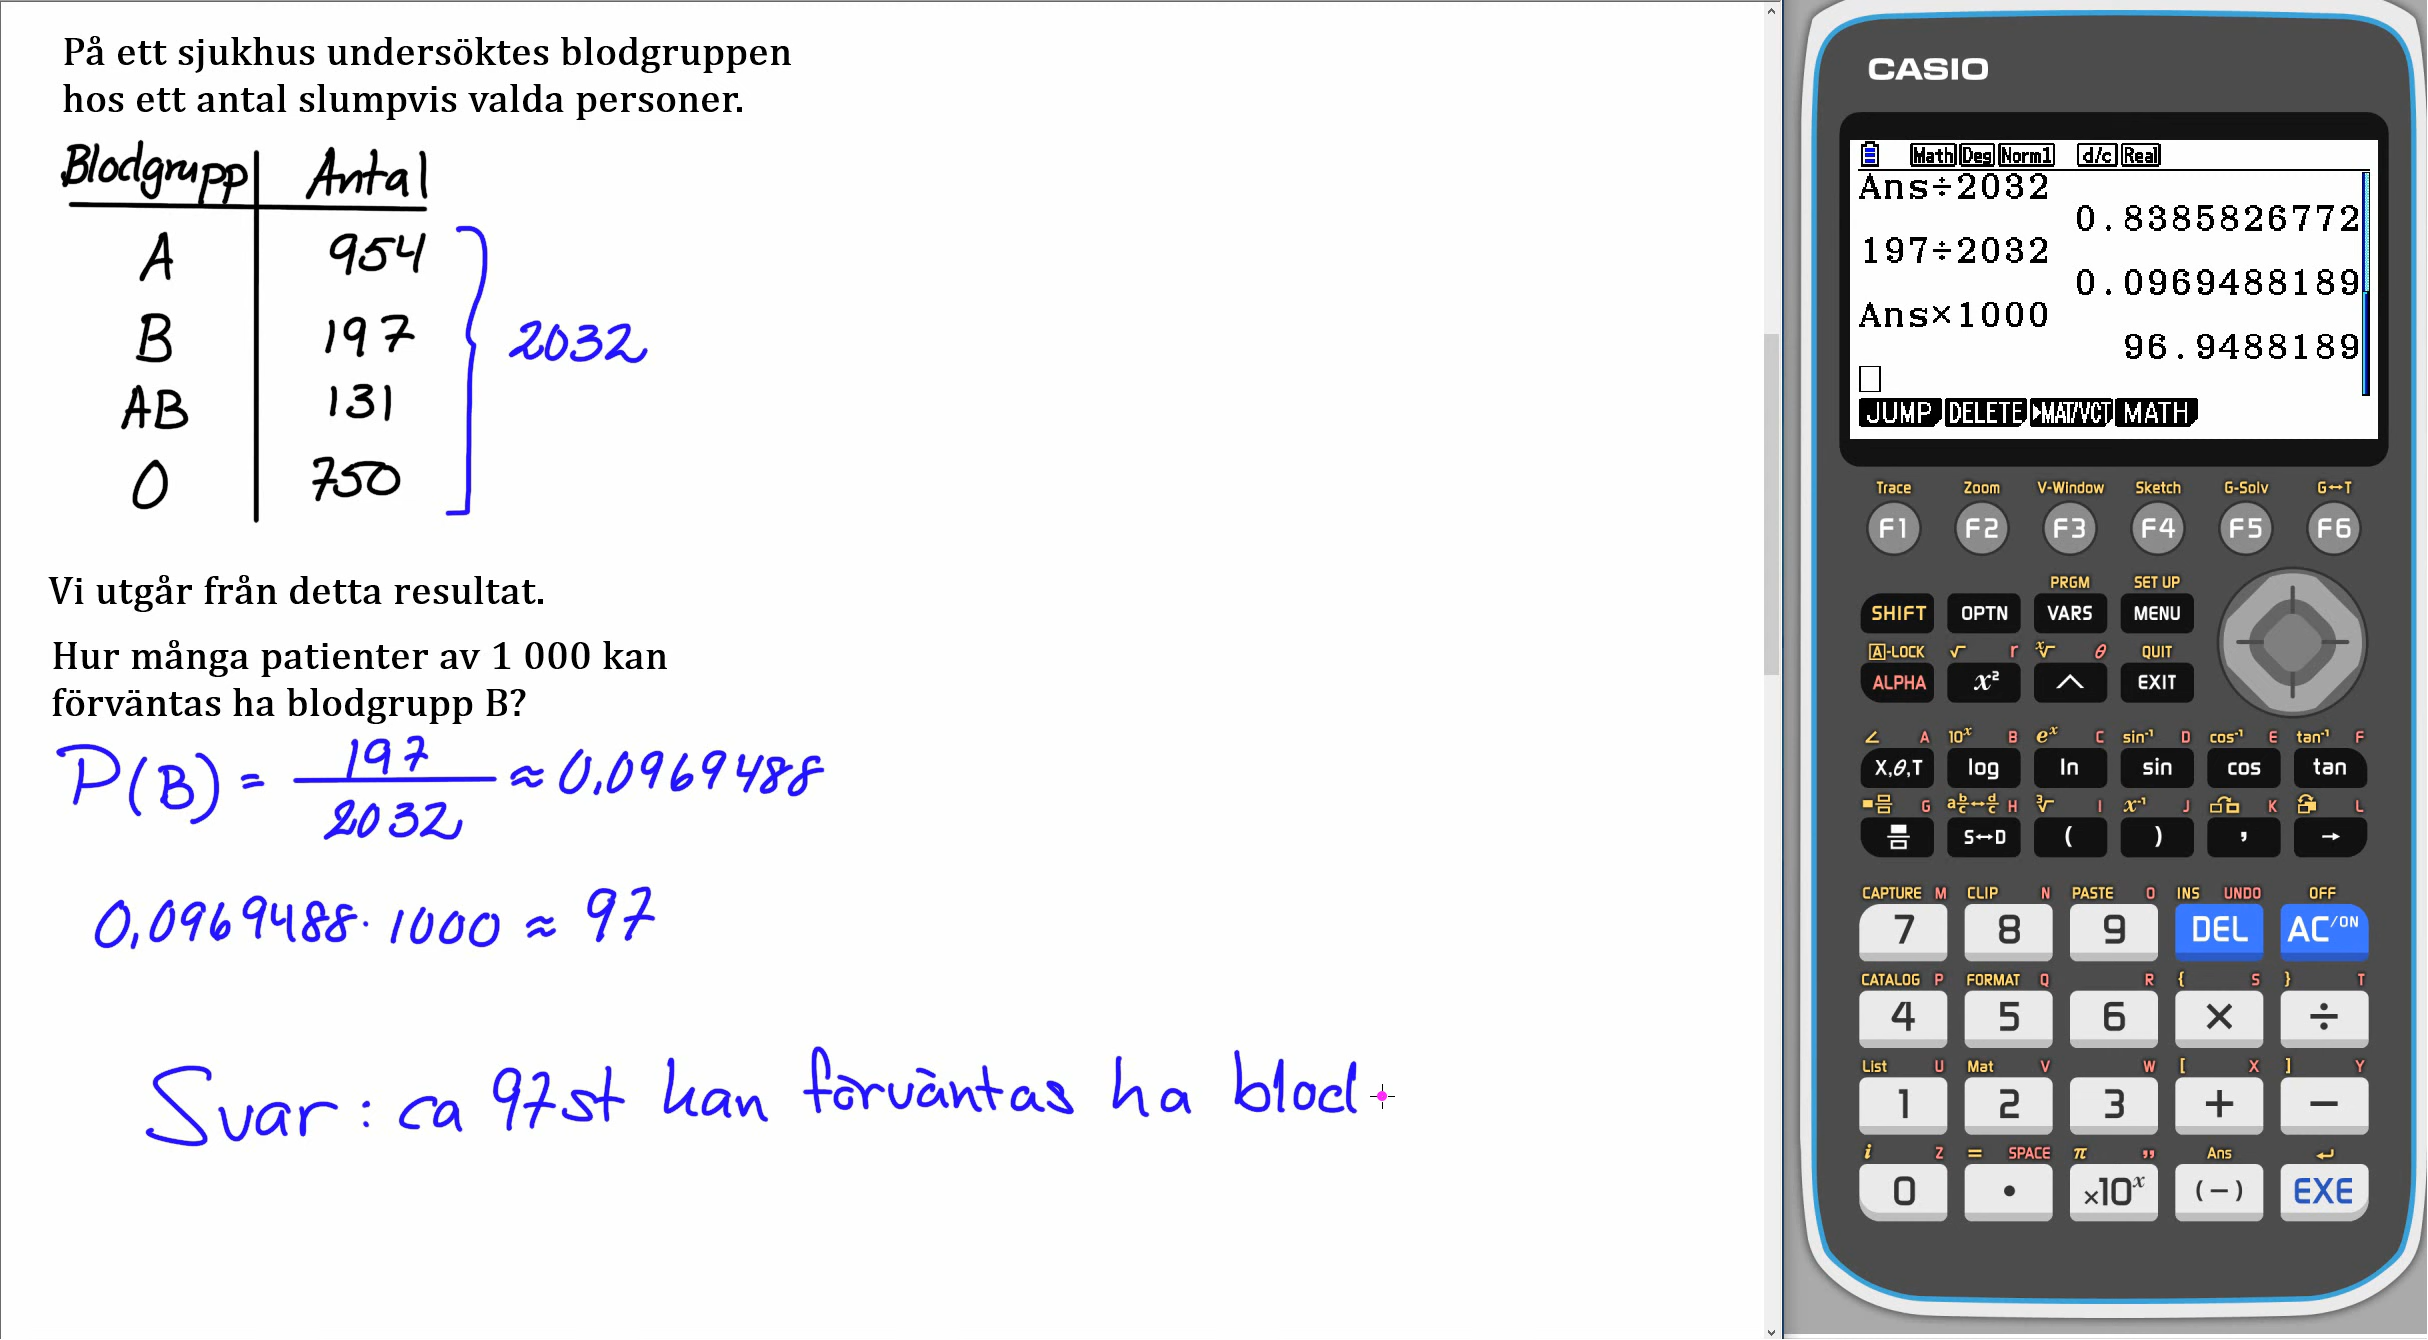 På ett sjukhus undersöktes blodgruppen
hos ett antal slumpvis valda personer.
Blodgrupp Antal
A 954
B 197
AB 131
O 750
2032
Vi utgår från detta resultat.
Hur många patienter av 1 000 kan
förväntas ha blodgrupp B?
P(B) = 197/2032 ≈ 0,0969488
0,0969488 · 1000 ≈ 97
Svar: ca 97st kan förväntas ha blod
CASIO
Math Deg Norm1 d/c Real
Ans÷2032
0.8385826772
197÷2032
0.0969488189
Ans×1000
96.9488189
JUMP DELETE ►MAT/VCT MATH
Trace Zoom V-Window Sketch G-Solv G↔T
F1 F2 F3 F4 F5 F6
PRGM SET UP
SHIFT OPTN VARS MENU
A-LOCK √ r ˣ√ θ QUIT
ALPHA x² ^ EXIT
∠ A 10ˣ B eˣ C sin⁻¹ D cos⁻¹ E tan⁻¹ F
X,θ,T log ln sin cos tan
G a b/c↔d/c H ³√ I x⁻¹ J K L
S↔D ( ) , →
CAPTURE M CLIP N PASTE O INS UNDO OFF
7 8 9 DEL AC/ON
CATALOG P FORMAT Q R { S } T
4 5 6 × ÷
List U Mat V W [ X ] Y
1 2 3 + −
i Z = SPACE π " Ans ↵
0 • ×10ˣ (−) EXE